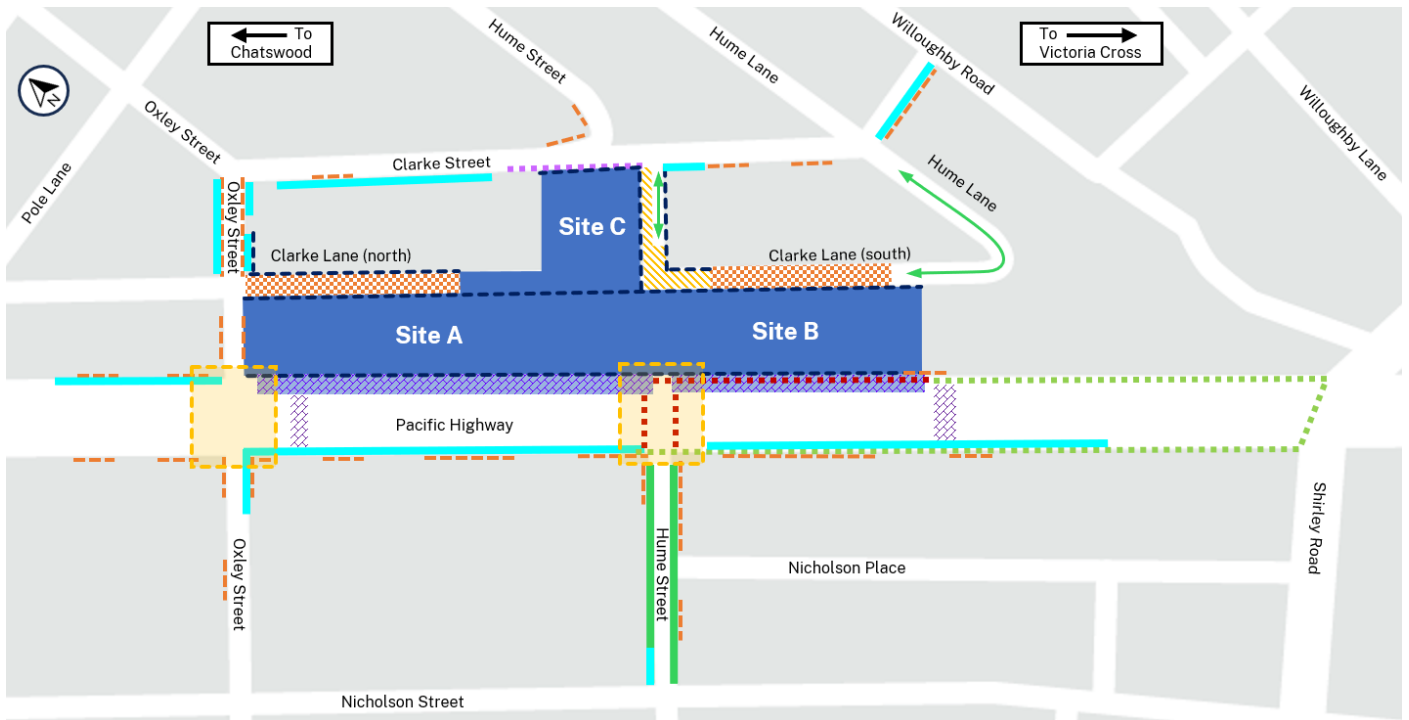 To
Chatswood
To
Victoria Cross
N
Hume Street
Hume Lane
Willoughby Road
Willoughby Lane
Oxley Street
Pole Lane
Clarke Street
Hume Lane
Oxley Street
Site C
Clarke Lane (north)
Clarke Lane (south)
Site A
Site B
Pacific Highway
Shirley Road
Oxley Street
Hume Street
Nicholson Place
Nicholson Street